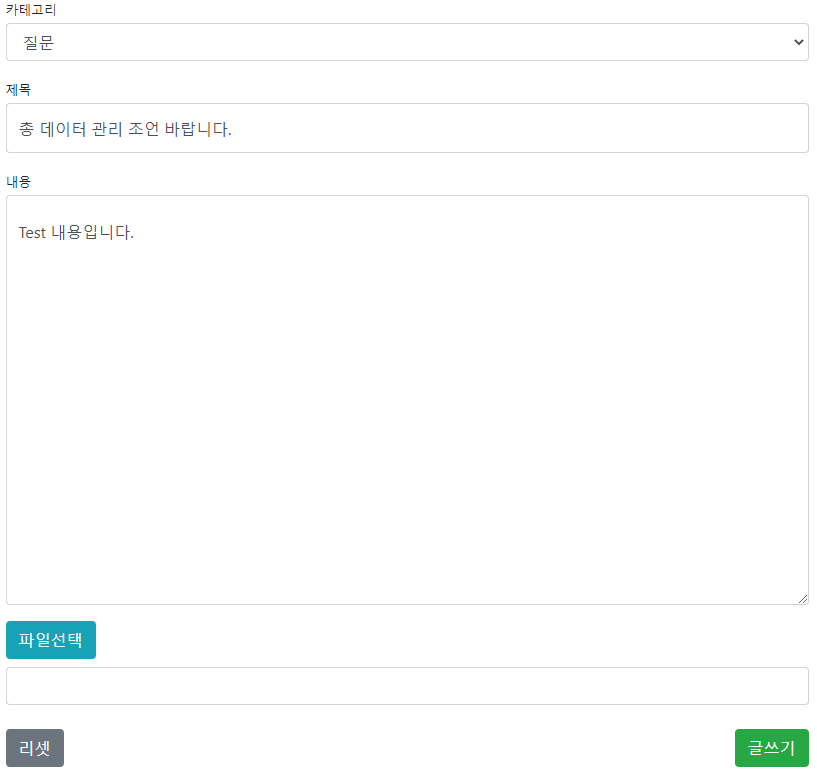 카테고리
질문
제목
총 데이터 관리 조언 바랍니다.
내용
Test 내용입니다.
파일선택
리셋
글쓰기